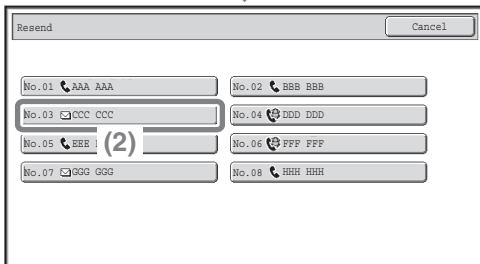 Resend Cancel
No.01 AAA AAA No.02 BBB BBB
No.03 CCC CCC No.04 DDD DDD
(2)
No.05 EEE No.06 FFF FFF
No.07 GGG GGG No.08 HHH HHH